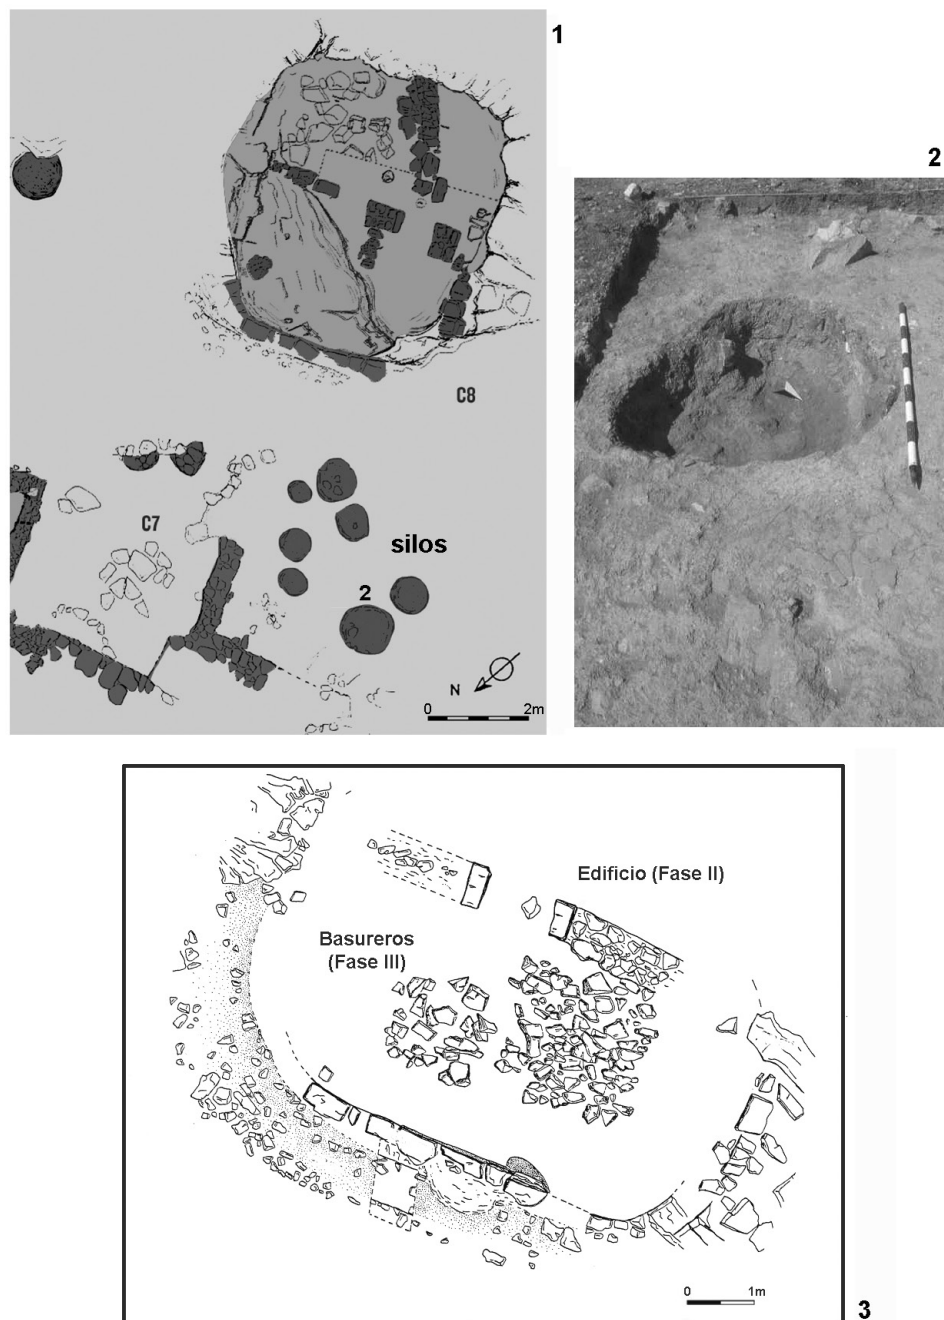 1
2
C8
C7
silos
2
N
0 2m
Edificio (Fase II)
Basureros
(Fase III)
0 1m
3